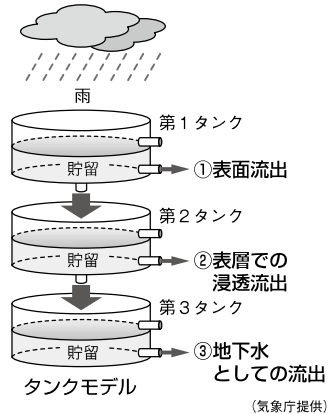 雨
第1タンク
貯留
①表面流出
第2タンク
貯留
②表層での
浸透流出
第3タンク
貯留
③地下水
としての流出
タンクモデル
(気象庁提供)